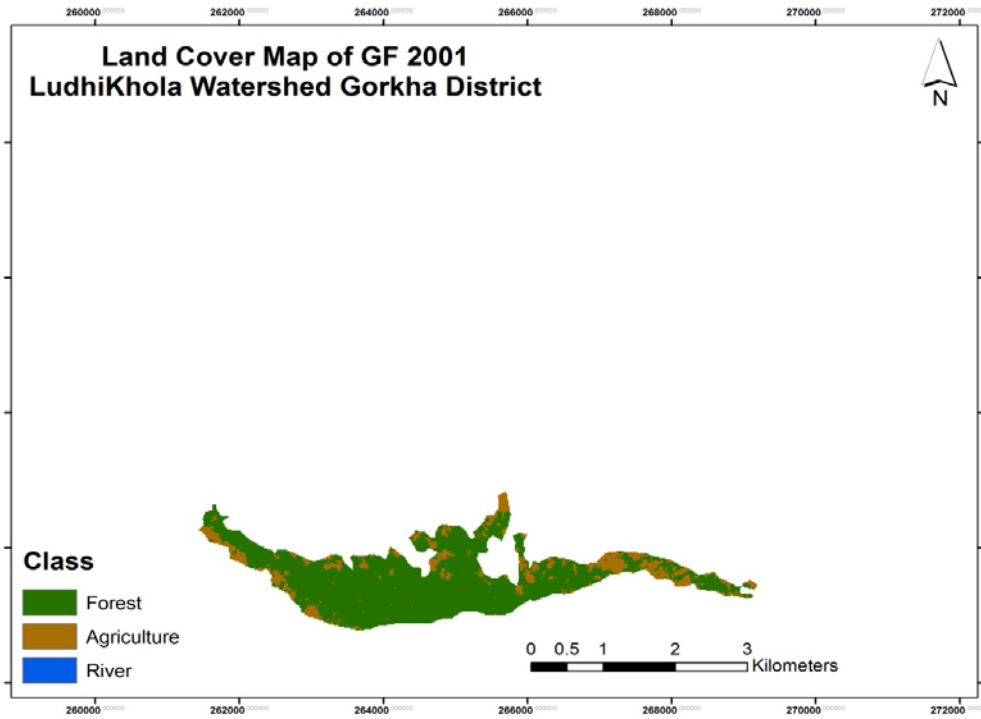 260000 262000 264000 266000 268000 270000 272000
Land Cover Map of GF 2001
LudhiKhola Watershed Gorkha District
N
Class
Forest
Agriculture
River
0 0.5 1 2 3
Kilometers
260000 262000 264000 266000 268000 270000 272000